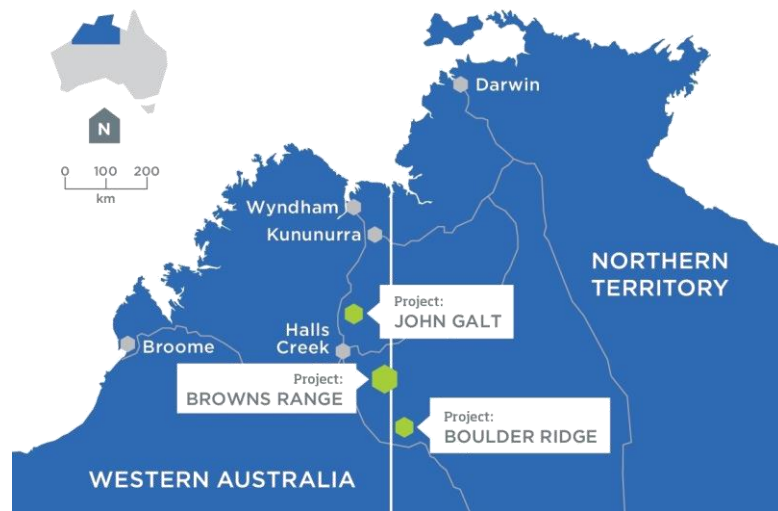 N
0 100 200
km
Darwin
Wyndham
Kununurra
NORTHERN
TERRITORY
Project:
JOHN GALT
Halls
Creek
Broome
Project:
BROWNS RANGE
Project:
BOULDER RIDGE
WESTERN AUSTRALIA